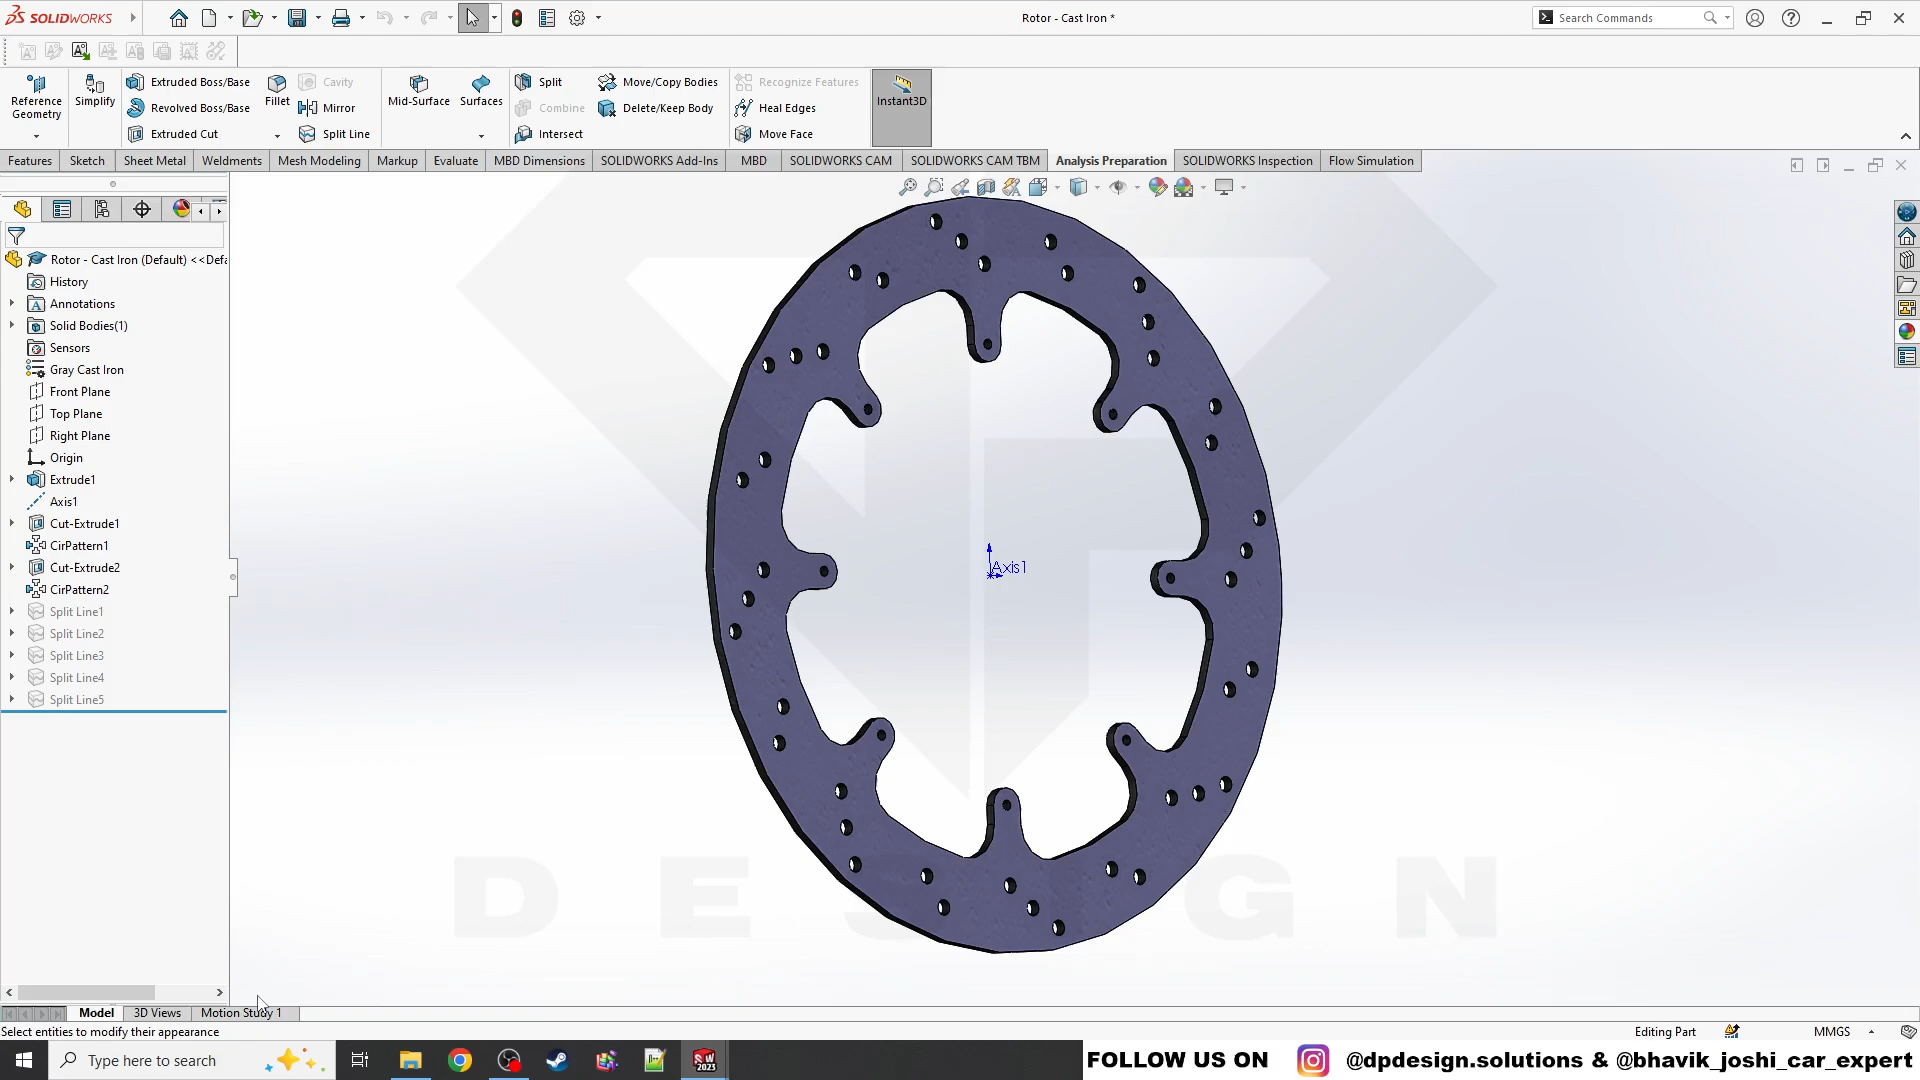 SOLIDWORKS
Rotor - Cast Iron *
Search Commands
Reference Geometry
Simplify
Extruded Boss/Base
Revolved Boss/Base
Extruded Cut
Fillet
Cavity
Mirror
Split Line
Mid-Surface
Surfaces
Split
Combine
Intersect
Move/Copy Bodies
Delete/Keep Body
Recognize Features
Heal Edges
Move Face
Instant3D
Features
Sketch
Sheet Metal
Weldments
Mesh Modeling
Markup
Evaluate
MBD Dimensions
SOLIDWORKS Add-Ins
MBD
SOLIDWORKS CAM
SOLIDWORKS CAM TBM
Analysis Preparation
SOLIDWORKS Inspection
Flow Simulation
Rotor - Cast Iron (Default) <<Defa
History
Annotations
Solid Bodies(1)
Sensors
Gray Cast Iron
Front Plane
Top Plane
Right Plane
Origin
Extrude1
Axis1
Cut-Extrude1
CirPattern1
Cut-Extrude2
CirPattern2
Split Line1
Split Line2
Split Line3
Split Line4
Split Line5
Axis1
DESIGN
Model
3D Views
Motion Study 1
Select entities to modify their appearance
Editing Part
MMGS
Type here to search
SW 2023
FOLLOW US ON @dpdesign.solutions & @bhavik_joshi_car_expert